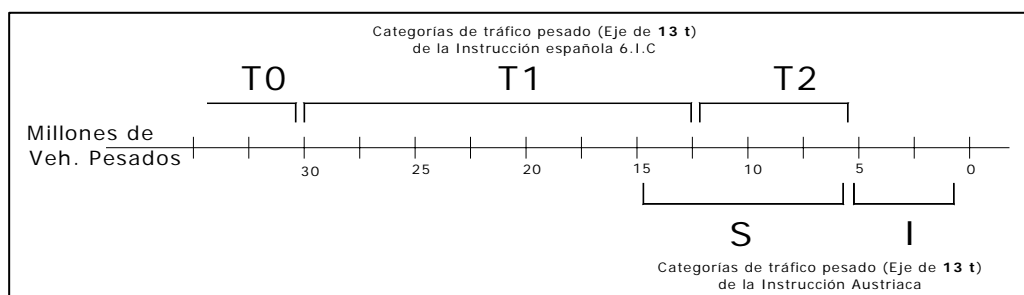 Categorías de tráfico pesado (Eje de 13 t)
de la Instrucción española 6.I.C
T0 T1 T2
Millones de
Veh. Pesados
30 25 20 15 10 5 0
S I
Categorías de tráfico pesado (Eje de 13 t)
de la Instrucción Austriaca